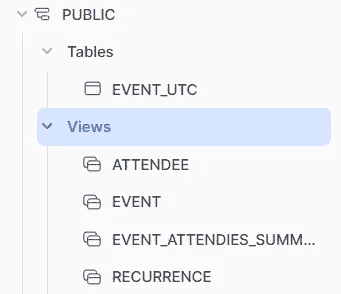 PUBLIC
Tables
EVENT_UTC
Views
ATTENDEE
EVENT
EVENT_ATTENDIES_SUMM...
RECURRENCE